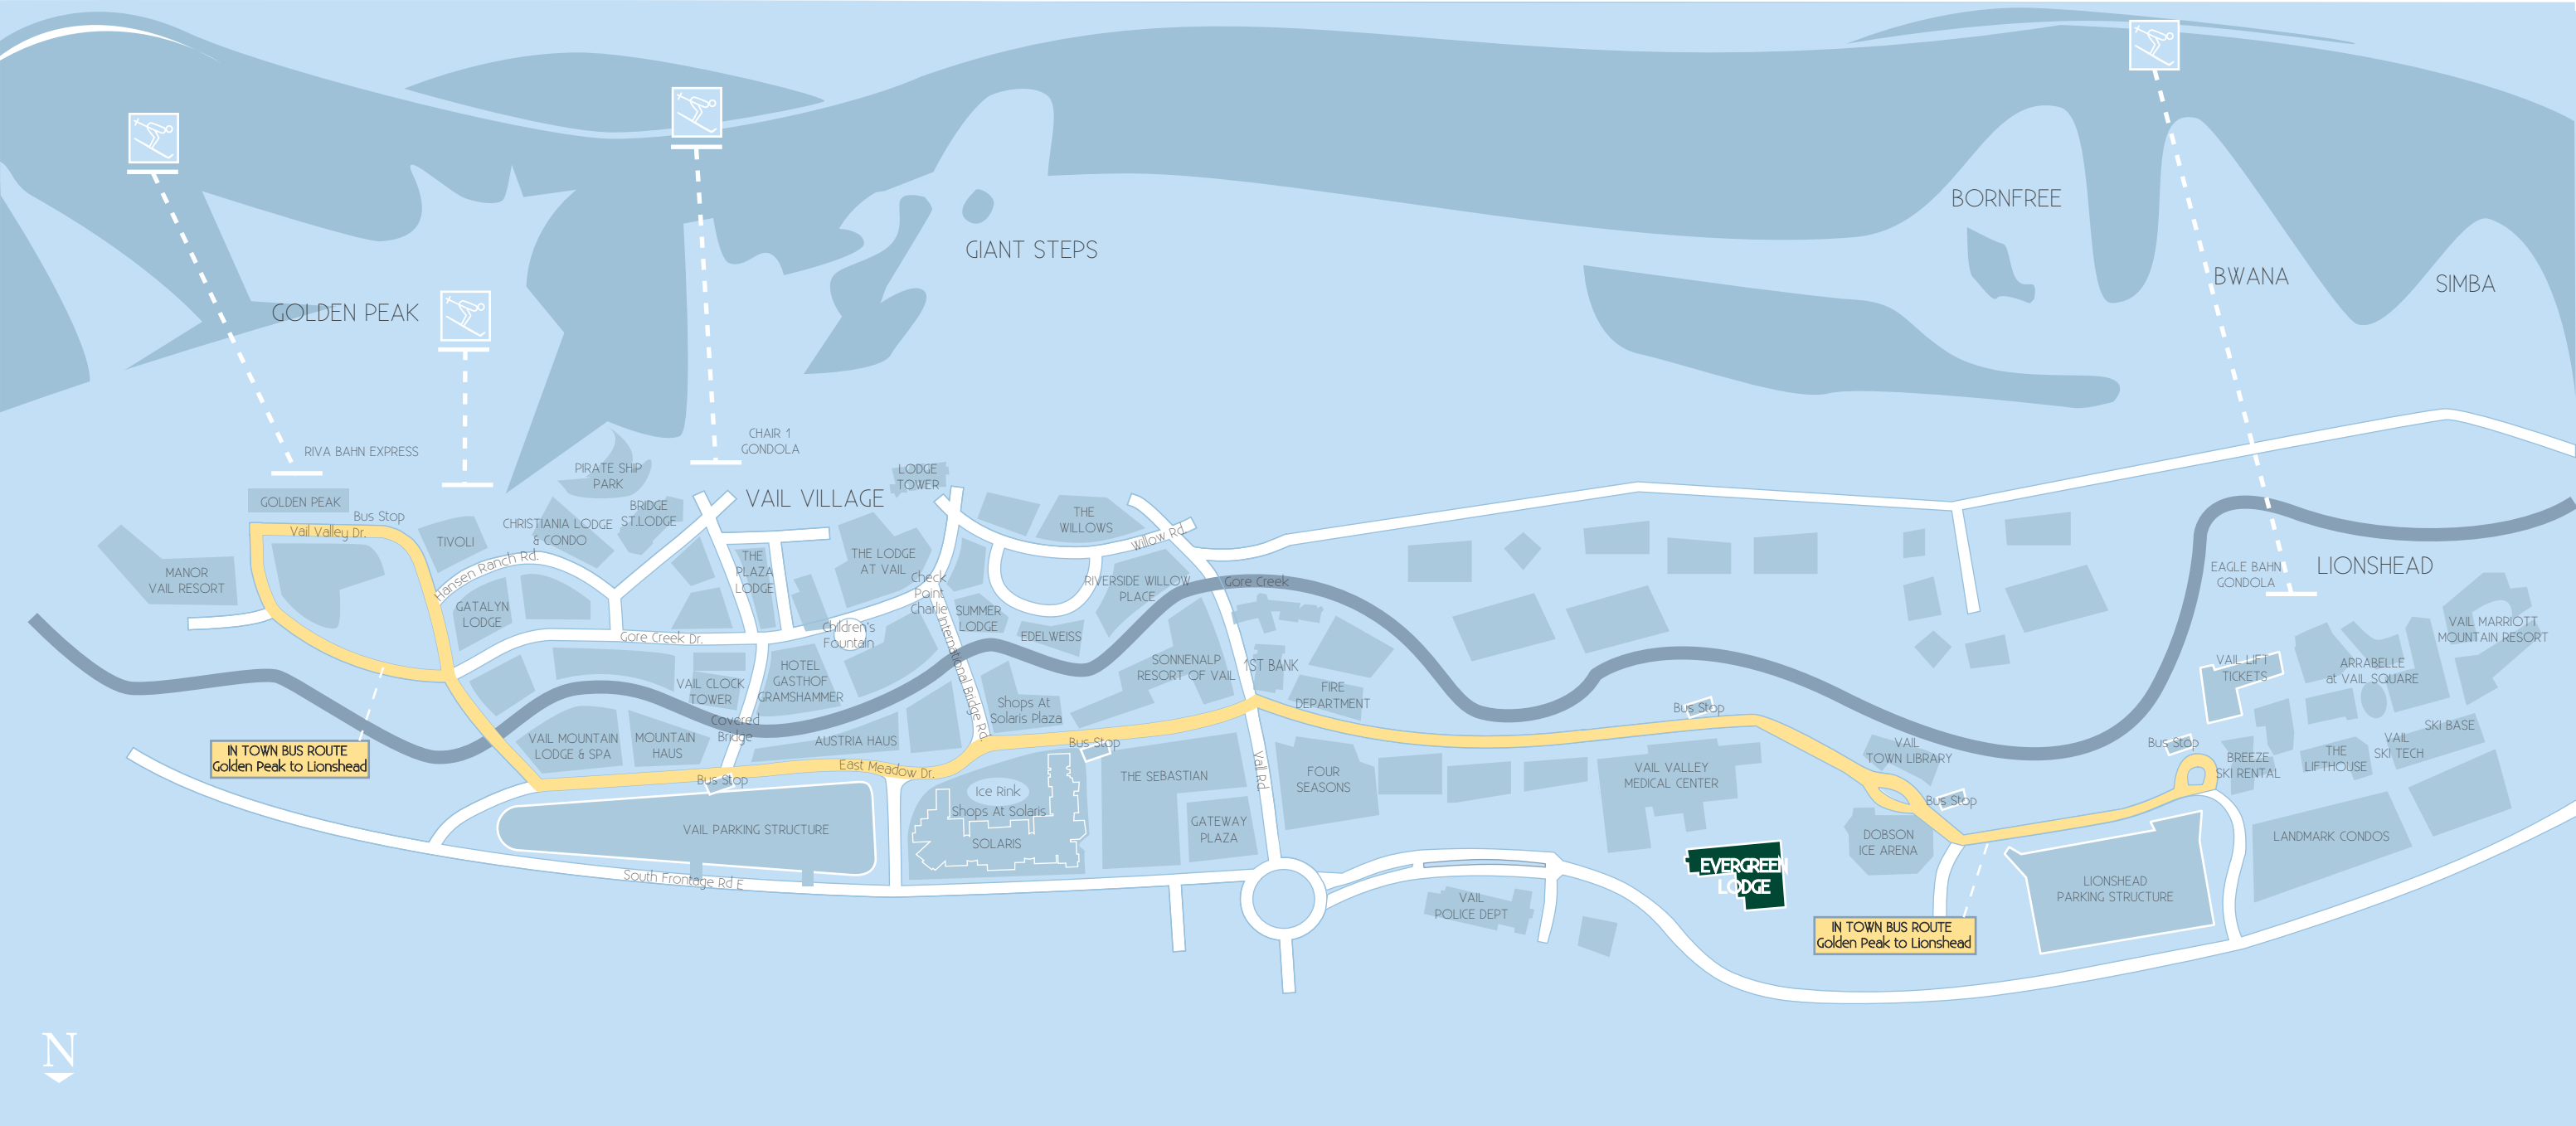 BORNFREE
GIANT STEPS
BWANA
SIMBA
GOLDEN PEAK
RIVA BAHN EXPRESS
CHAIR 1
GONDOLA
PIRATE SHIP
PARK
LODGE
TOWER
VAIL VILLAGE
GOLDEN PEAK
Bus Stop
Vail Valley Dr.
BRIDGE
ST.LODGE
CHRISTIANIA LODGE
& CONDO
TIVOLI
THE
WILLOWS
Willow Rd.
Hansen Ranch Rd.
THE
PLAZA
LODGE
THE LODGE
AT VAIL
MANOR
VAIL RESORT
Check
Point
Charlie
RIVERSIDE WILLOW
PLACE
Gore Creek
EAGLE BAHN
GONDOLA
LIONSHEAD
GATALYN
LODGE
SUMMER
LODGE
Gore Creek Dr.
Children's
Fountain
EDELWEISS
VAIL MARRIOTT
MOUNTAIN RESORT
International Bridge Rd.
HOTEL
GASTHOF
GRAMSHAMMER
SONNENALP
RESORT OF VAIL
1ST BANK
VAIL LIFT
TICKETS
ARRABELLE
at VAIL SQUARE
VAIL CLOCK
TOWER
FIRE
DEPARTMENT
Shops At
Solaris Plaza
Bus Stop
Covered
Bridge
SKI BASE
VAIL MOUNTAIN
LODGE & SPA
MOUNTAIN
HAUS
AUSTRIA HAUS
Bus Stop
VAIL
TOWN LIBRARY
Bus Stop
VAIL
SKI TECH
IN TOWN BUS ROUTE
Golden Peak to Lionshead
THE
LIFTHOUSE
BREEZE
SKI RENTAL
East Meadow Dr.
Bus Stop
THE SEBASTIAN
Vail Rd
FOUR
SEASONS
VAIL VALLEY
MEDICAL CENTER
Ice Rink
Shops At Solaris
SOLARIS
Bus Stop
VAIL PARKING STRUCTURE
GATEWAY
PLAZA
DOBSON
ICE ARENA
LANDMARK CONDOS
EVERGREEN
LODGE
South Frontage Rd E
LIONSHEAD
PARKING STRUCTURE
VAIL
POLICE DEPT
IN TOWN BUS ROUTE
Golden Peak to Lionshead
N